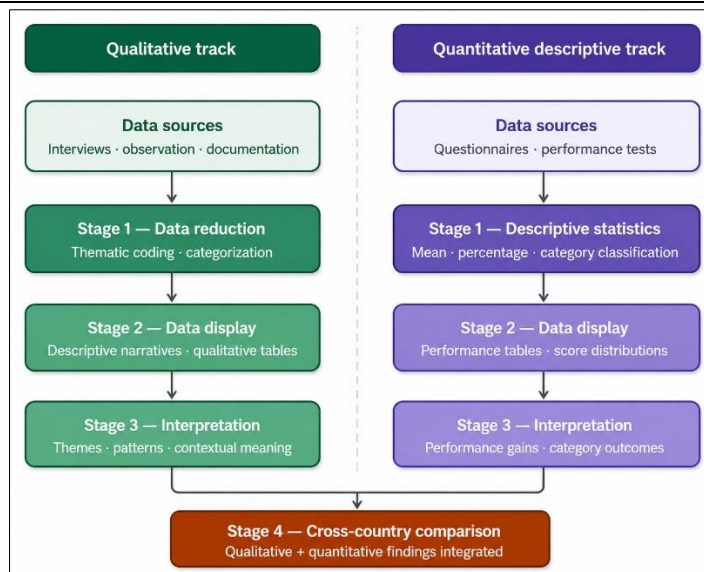 Qualitative track
Data sources
Interviews · observation · documentation
Stage 1 — Data reduction
Thematic coding · categorization
Stage 2 — Data display
Descriptive narratives · qualitative tables
Stage 3 — Interpretation
Themes · patterns · contextual meaning
Quantitative descriptive track
Data sources
Questionnaires · performance tests
Stage 1 — Descriptive statistics
Mean · percentage · category classification
Stage 2 — Data display
Performance tables · score distributions
Stage 3 — Interpretation
Performance gains · category outcomes
Stage 4 — Cross-country comparison
Qualitative + quantitative findings integrated